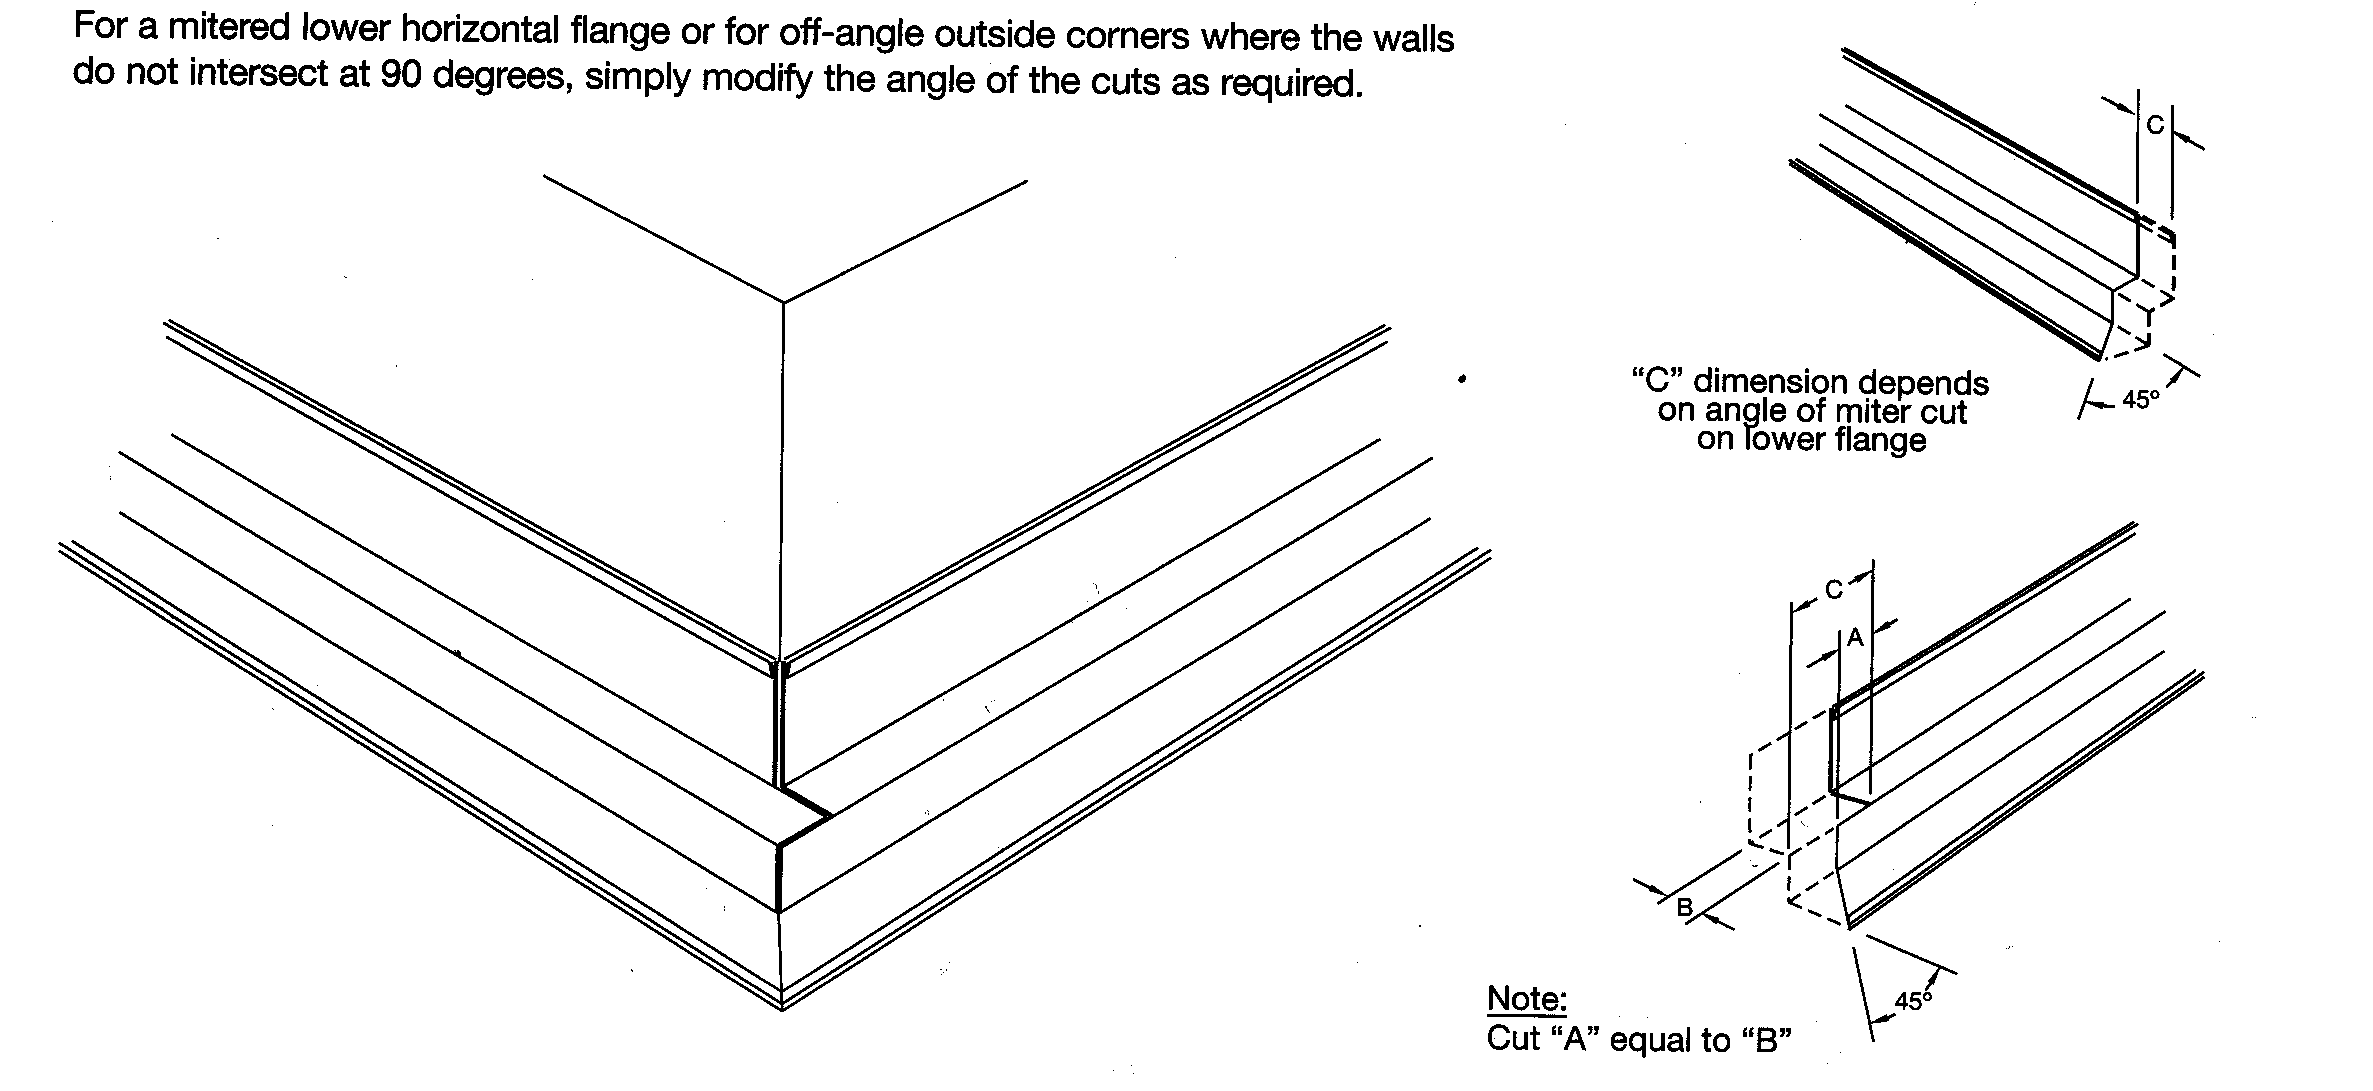 For a mitered lower horizontal flange or for off-angle outside corners where the walls
do not intersect at 90 degrees, simply modify the angle of the cuts as required.
C
45º
“C” dimension depends
on angle of miter cut
on lower flange
C
A
B
45º
Note:
Cut “A” equal to “B”